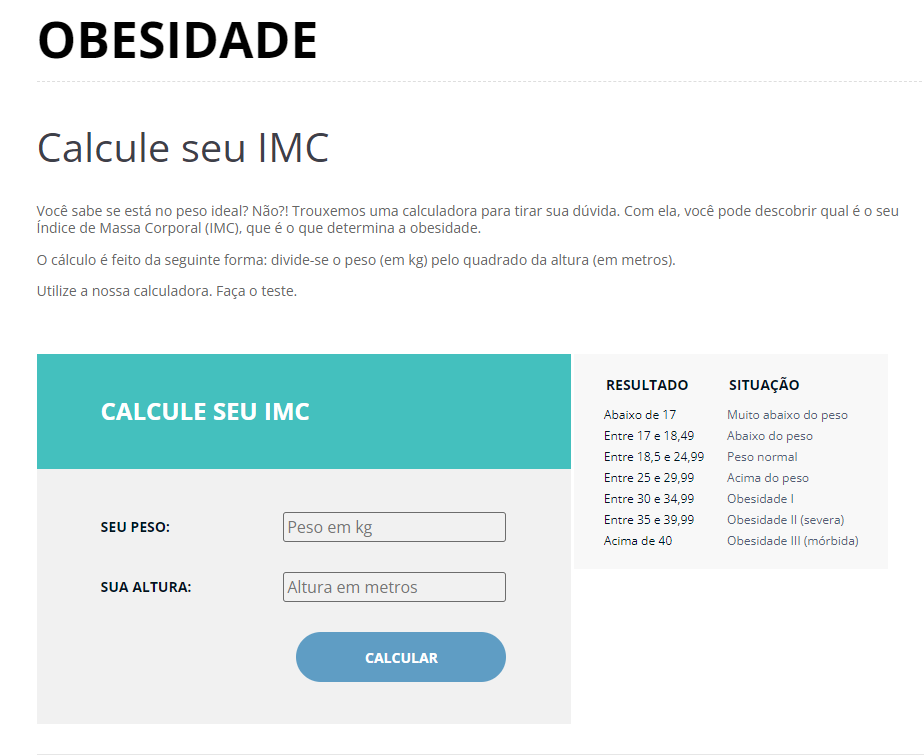 OBESIDADE
Calcule seu IMC
Você sabe se está no peso ideal? Não?! Trouxemos uma calculadora para tirar sua dúvida. Com ela, você pode descobrir qual é o seu
Índice de Massa Corporal (IMC), que é o que determina a obesidade.
O cálculo é feito da seguinte forma: divide-se o peso (em kg) pelo quadrado da altura (em metros).
Utilize a nossa calculadora. Faça o teste.
CALCULE SEU IMC
SEU PESO: Peso em kg
SUA ALTURA: Altura em metros
CALCULAR
RESULTADO SITUAÇÃO
Abaixo de 17 Muito abaixo do peso
Entre 17 e 18,49 Abaixo do peso
Entre 18,5 e 24,99 Peso normal
Entre 25 e 29,99 Acima do peso
Entre 30 e 34,99 Obesidade I
Entre 35 e 39,99 Obesidade II (severa)
Acima de 40 Obesidade III (mórbida)